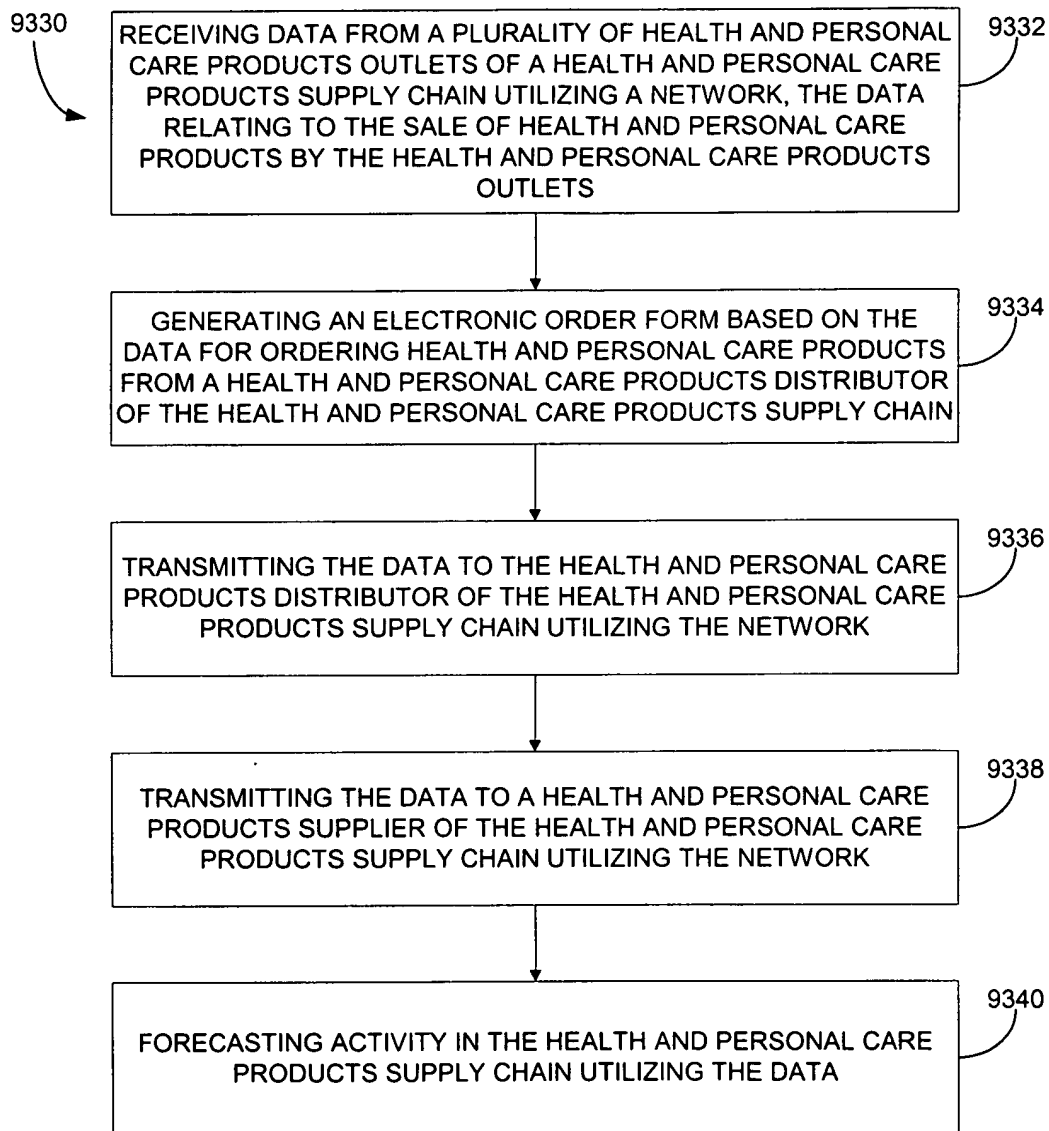 9330
RECEIVING DATA FROM A PLURALITY OF HEALTH AND PERSONAL
CARE PRODUCTS OUTLETS OF A HEALTH AND PERSONAL CARE
PRODUCTS SUPPLY CHAIN UTILIZING A NETWORK, THE DATA
RELATING TO THE SALE OF HEALTH AND PERSONAL CARE
PRODUCTS BY THE HEALTH AND PERSONAL CARE PRODUCTS
OUTLETS
9332
GENERATING AN ELECTRONIC ORDER FORM BASED ON THE
DATA FOR ORDERING HEALTH AND PERSONAL CARE PRODUCTS
FROM A HEALTH AND PERSONAL CARE PRODUCTS DISTRIBUTOR
OF THE HEALTH AND PERSONAL CARE PRODUCTS SUPPLY CHAIN
9334
TRANSMITTING THE DATA TO THE HEALTH AND PERSONAL CARE
PRODUCTS DISTRIBUTOR OF THE HEALTH AND PERSONAL CARE
PRODUCTS SUPPLY CHAIN UTILIZING THE NETWORK
9336
TRANSMITTING THE DATA TO A HEALTH AND PERSONAL CARE
PRODUCTS SUPPLIER OF THE HEALTH AND PERSONAL CARE
PRODUCTS SUPPLY CHAIN UTILIZING THE NETWORK
9338
FORECASTING ACTIVITY IN THE HEALTH AND PERSONAL CARE
PRODUCTS SUPPLY CHAIN UTILIZING THE DATA
9340